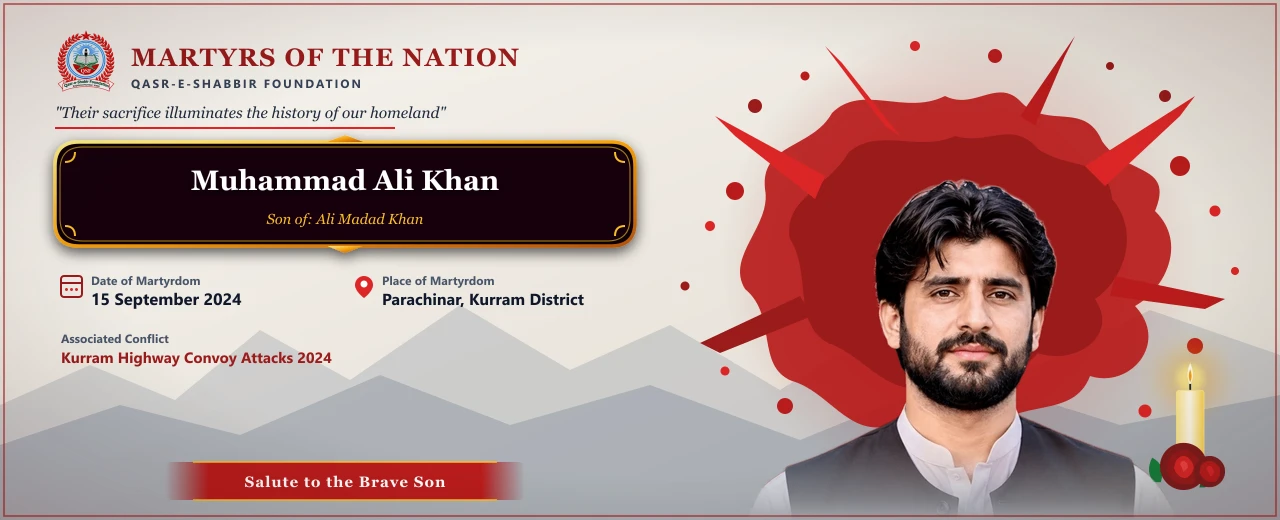 MARTYRS OF THE NATION
QASR-E-SHABBIR FOUNDATION
"Their sacrifice illuminates the history of our homeland"
Muhammad Ali Khan
Son of: Ali Madad Khan
Date of Martyrdom
15 September 2024
Place of Martyrdom
Parachinar, Kurram District
Associated Conflict
Kurram Highway Convoy Attacks 2024
Salute to the Brave Son